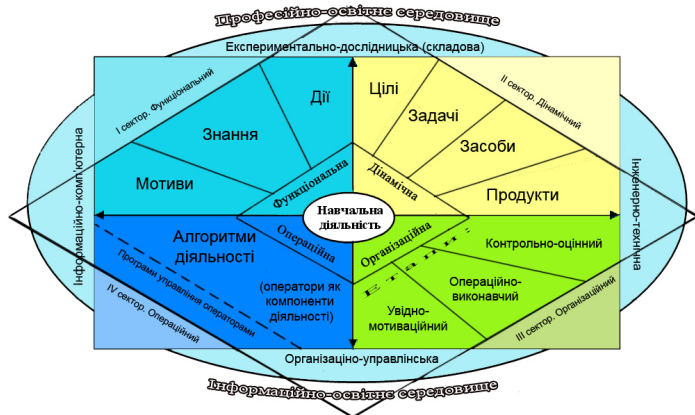 Професійно-освітнє середовище
Експериментально-дослідницька (складова)
І сектор. Функціональний
ІІ сектор. Динамічний
Дії
Цілі
Знання
Задачі
Засоби
Мотиви
Продукти
Функціональна
Динамічна
Інформаційно-комп'ютерна
Інженерно-технічна
Навчальна
діяльність
Операційна
Організаційна
Алгоритми
діяльності
Програми управління операторами
(оператори як
компоненти
діяльності)
Етапи:
Контрольно-оцінний
Операційно-
виконавчий
Увідно-
мотиваційний
IV сектор. Операційний
ІІІ сектор. Організаційний
Організаціно-управлінська
Інформаційно-освітнє середовище